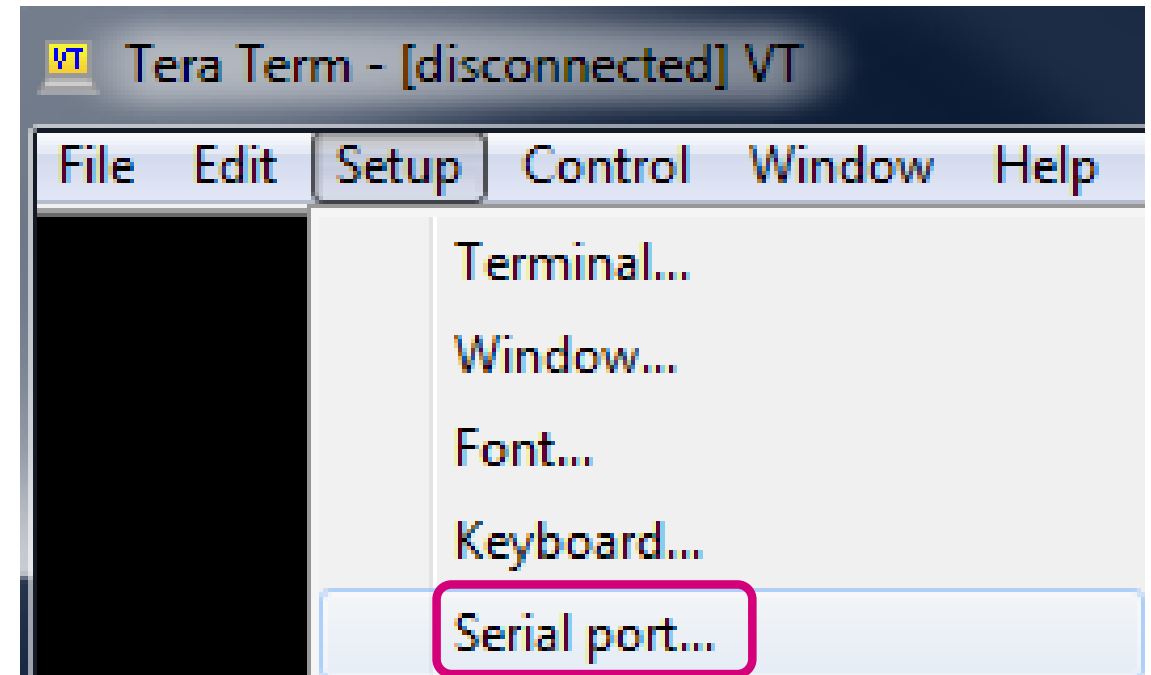 VT Tera Term - [disconnected] VT
File Edit Setup Control Window Help
Terminal...
Window...
Font...
Keyboard...
Serial port...